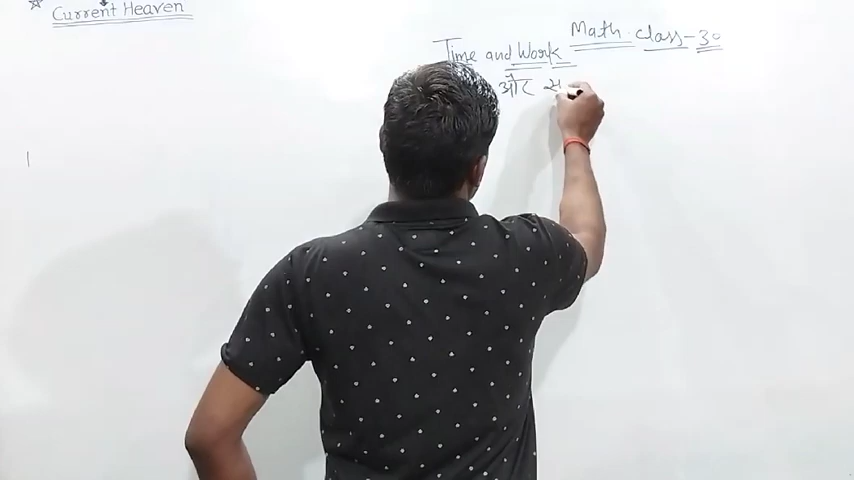 ☆ Current Heaven
Math. class-30
Time and Work
और स